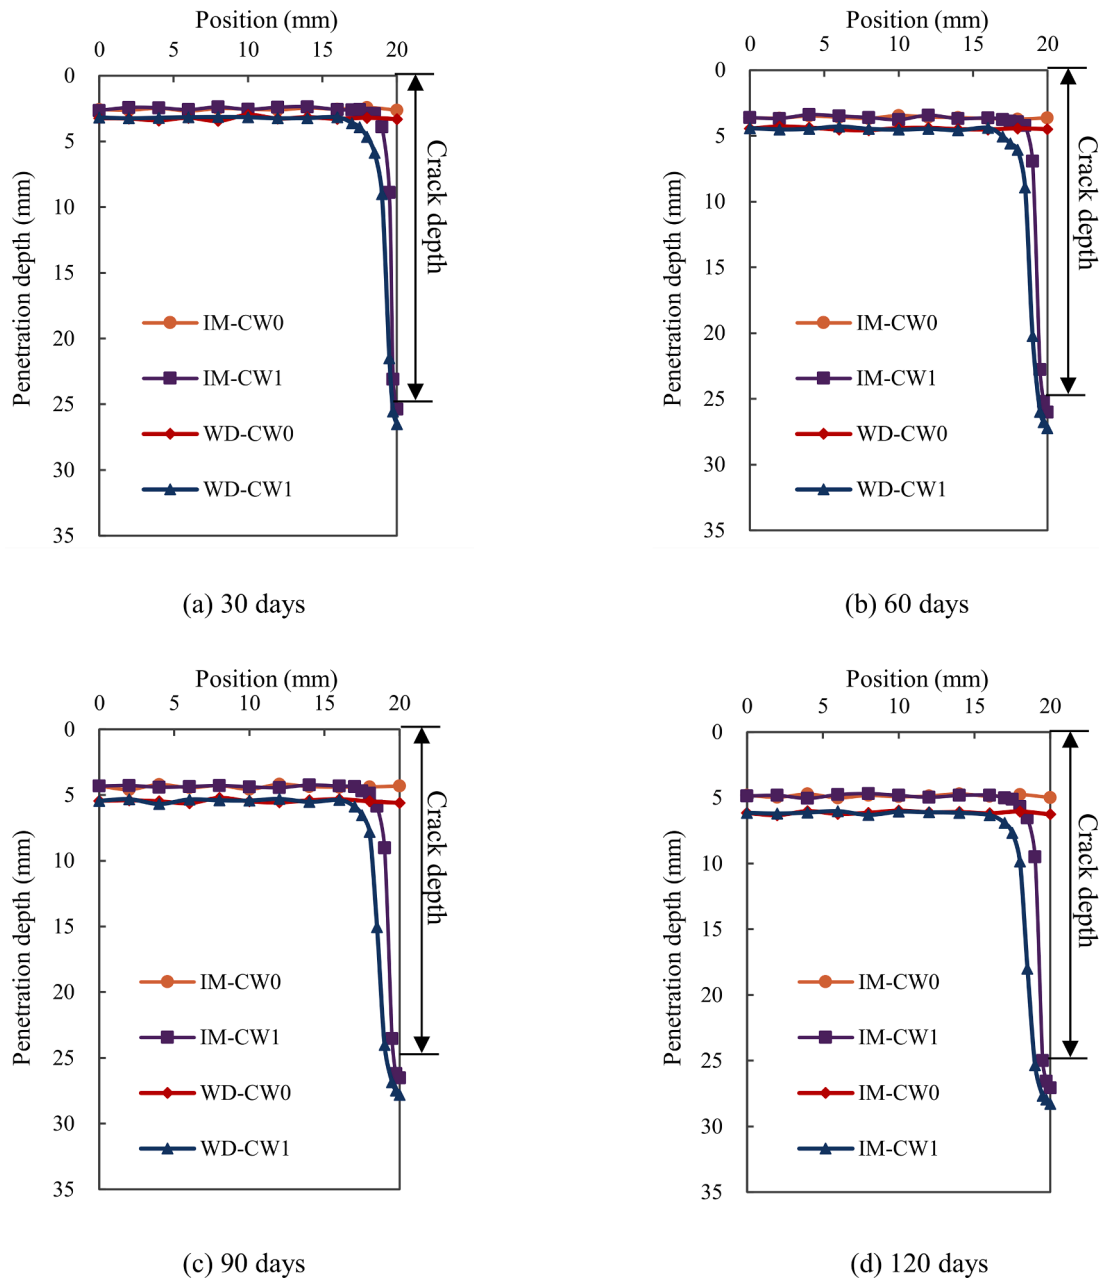 Position (mm)
0 5 10 15 20
0
5
10
15
20
25
30
35
Penetration depth (mm)
Crack depth
IM-CW0
IM-CW1
WD-CW0
WD-CW1
(a) 30 days
Position (mm)
0 5 10 15 20
0
5
10
15
20
25
30
35
Penetration depth (mm)
Crack depth
IM-CW0
IM-CW1
WD-CW0
WD-CW1
(b) 60 days
Position (mm)
0 5 10 15 20
0
5
10
15
20
25
30
35
Penetration depth (mm)
Crack depth
IM-CW0
IM-CW1
WD-CW0
WD-CW1
(c) 90 days
Position (mm)
0 5 10 15 20
0
5
10
15
20
25
30
35
Penetration depth (mm)
Crack depth
IM-CW0
IM-CW1
IM-CW0
IM-CW1
(d) 120 days